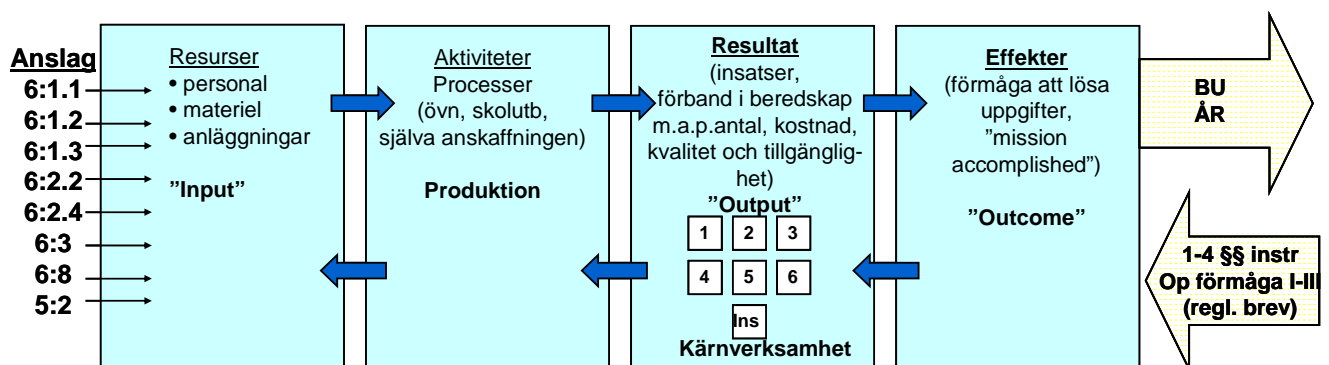 Anslag
6:1.1
6:1.2
6:1.3
6:2.2
6:2.4
6:3
6:8
5:2
Resurser
• personal
• materiel
• anläggningar
”Input”
Aktiviteter
Processer
(övn, skolutb,
själva anskaffningen)
Produktion
Resultat
(insatser,
förband i beredskap
m.a.p.antal, kostnad,
kvalitet och tillgänglig-
het)
”Output”
1 2 3
4 5 6
Ins
Kärnverksamhet
Effekter
(förmåga att lösa
uppgifter,
”mission
accomplished”)
”Outcome”
BU
ÅR
1-4 §§ instr
Op förmåga I-III
(regl. brev)